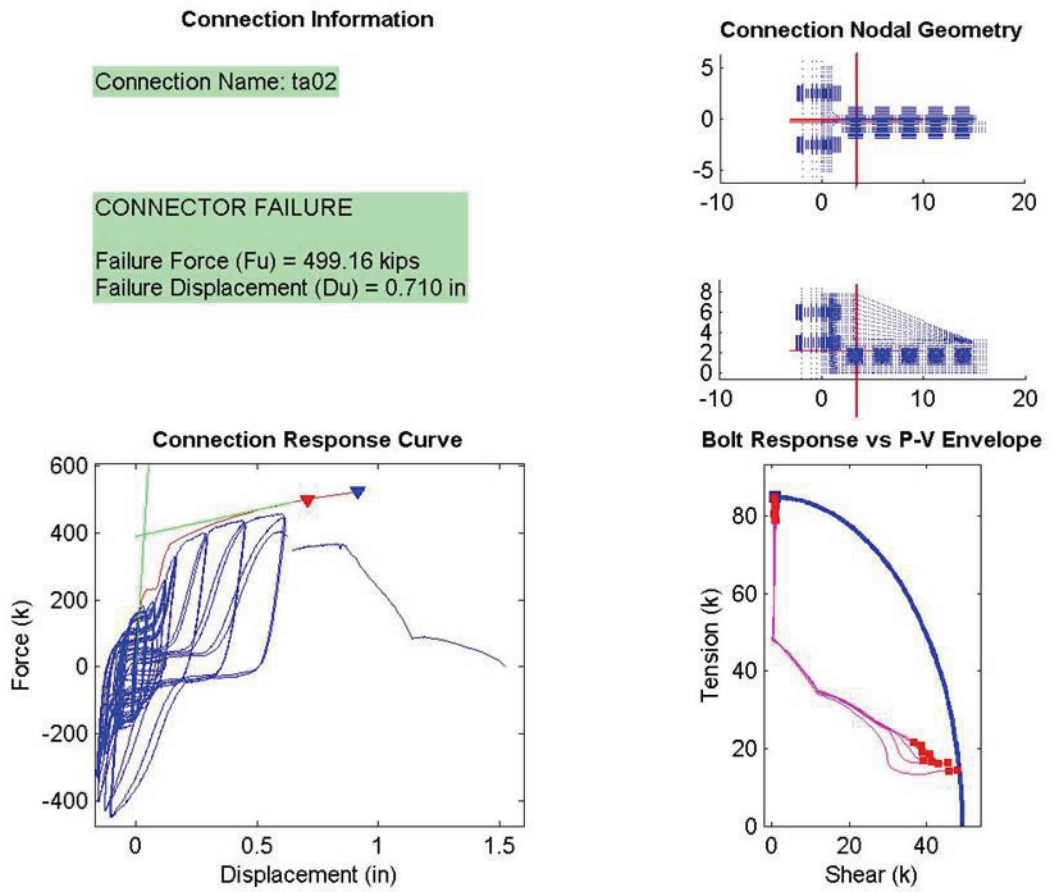 Connection Information
Connection Name: ta02
CONNECTOR FAILURE
Failure Force (Fu) = 499.16 kips
Failure Displacement (Du) = 0.710 in
Connection Nodal Geometry
5
0
-5
-10 0 10 20
8
6
4
2
0
-10 0 10 20
Connection Response Curve
600
400
200
0
-200
-400
Force (k)
0 0.5 1 1.5
Displacement (in)
Bolt Response vs P-V Envelope
80
60
40
20
0
Tension (k)
0 20 40
Shear (k)